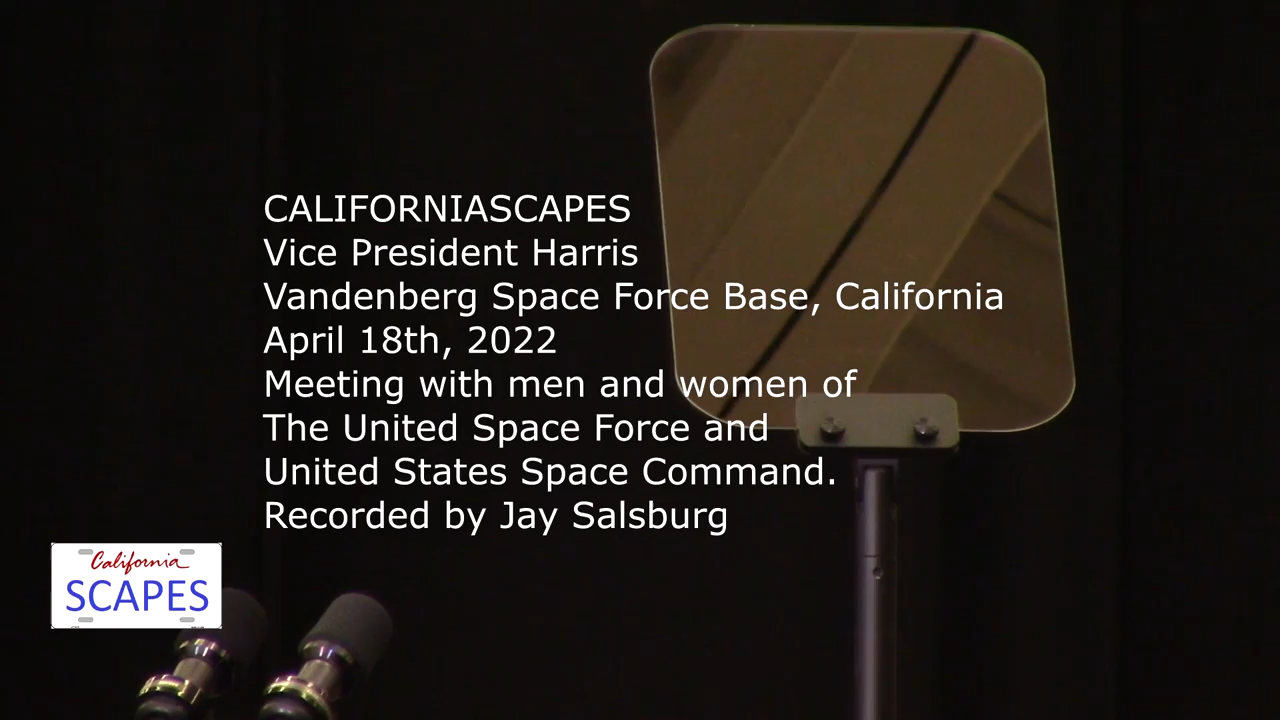 CALIFORNIASCAPES
Vice President Harris
Vandenberg Space Force Base, California
April 18th, 2022
Meeting with men and women of
The United Space Force and
United States Space Command.
Recorded by Jay Salsburg
California
SCAPES